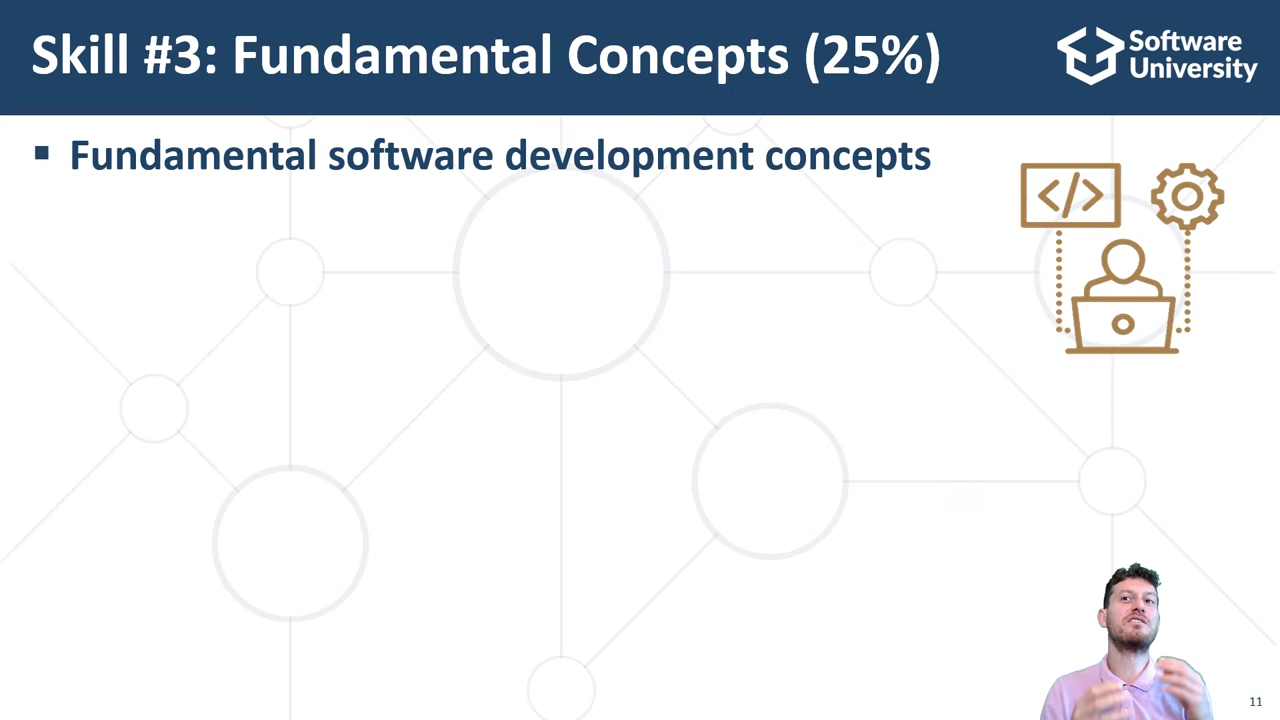 Skill #3: Fundamental Concepts (25%)
Software
University
▪ Fundamental software development concepts
</>
11